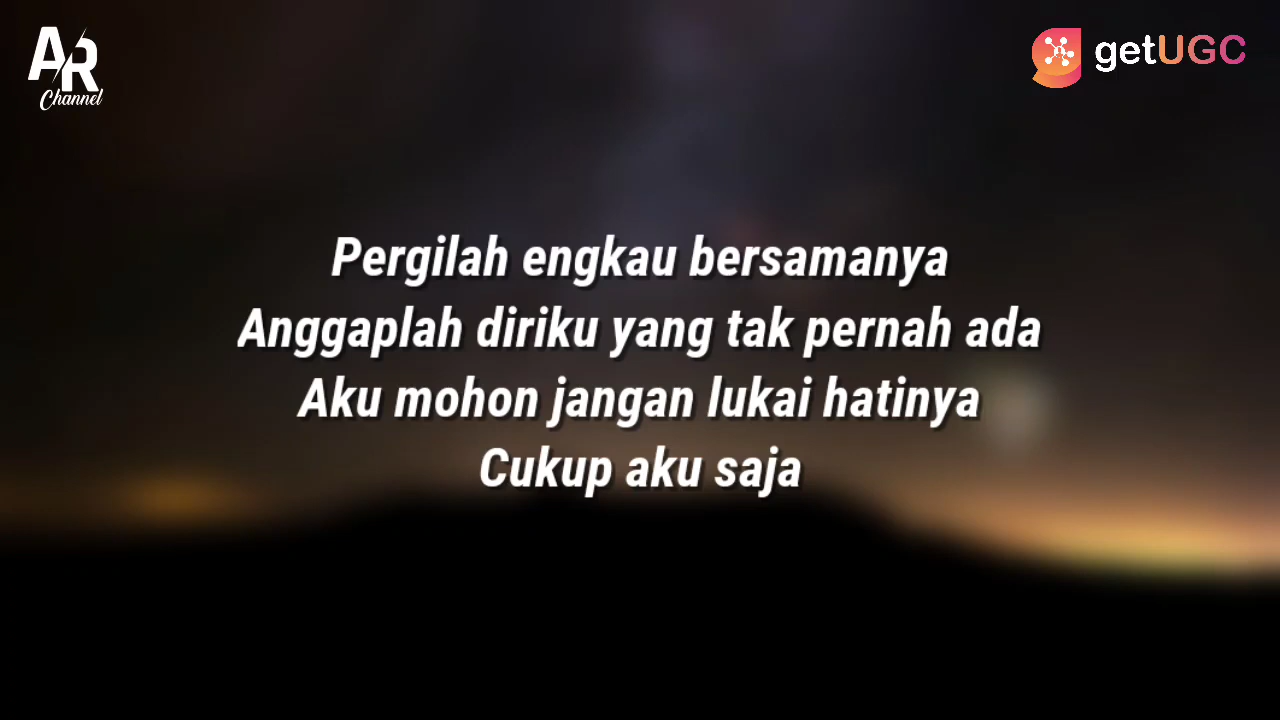 AR
Channel
getUGC
Pergilah engkau bersamanya
Anggaplah diriku yang tak pernah ada
Aku mohon jangan lukai hatinya
Cukup aku saja